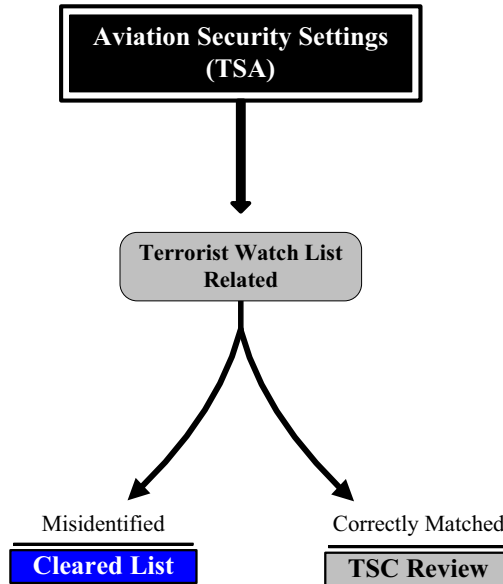 Aviation Security Settings
(TSA)
Terrorist Watch List
Related
Misidentified
Correctly Matched
Cleared List
TSC Review